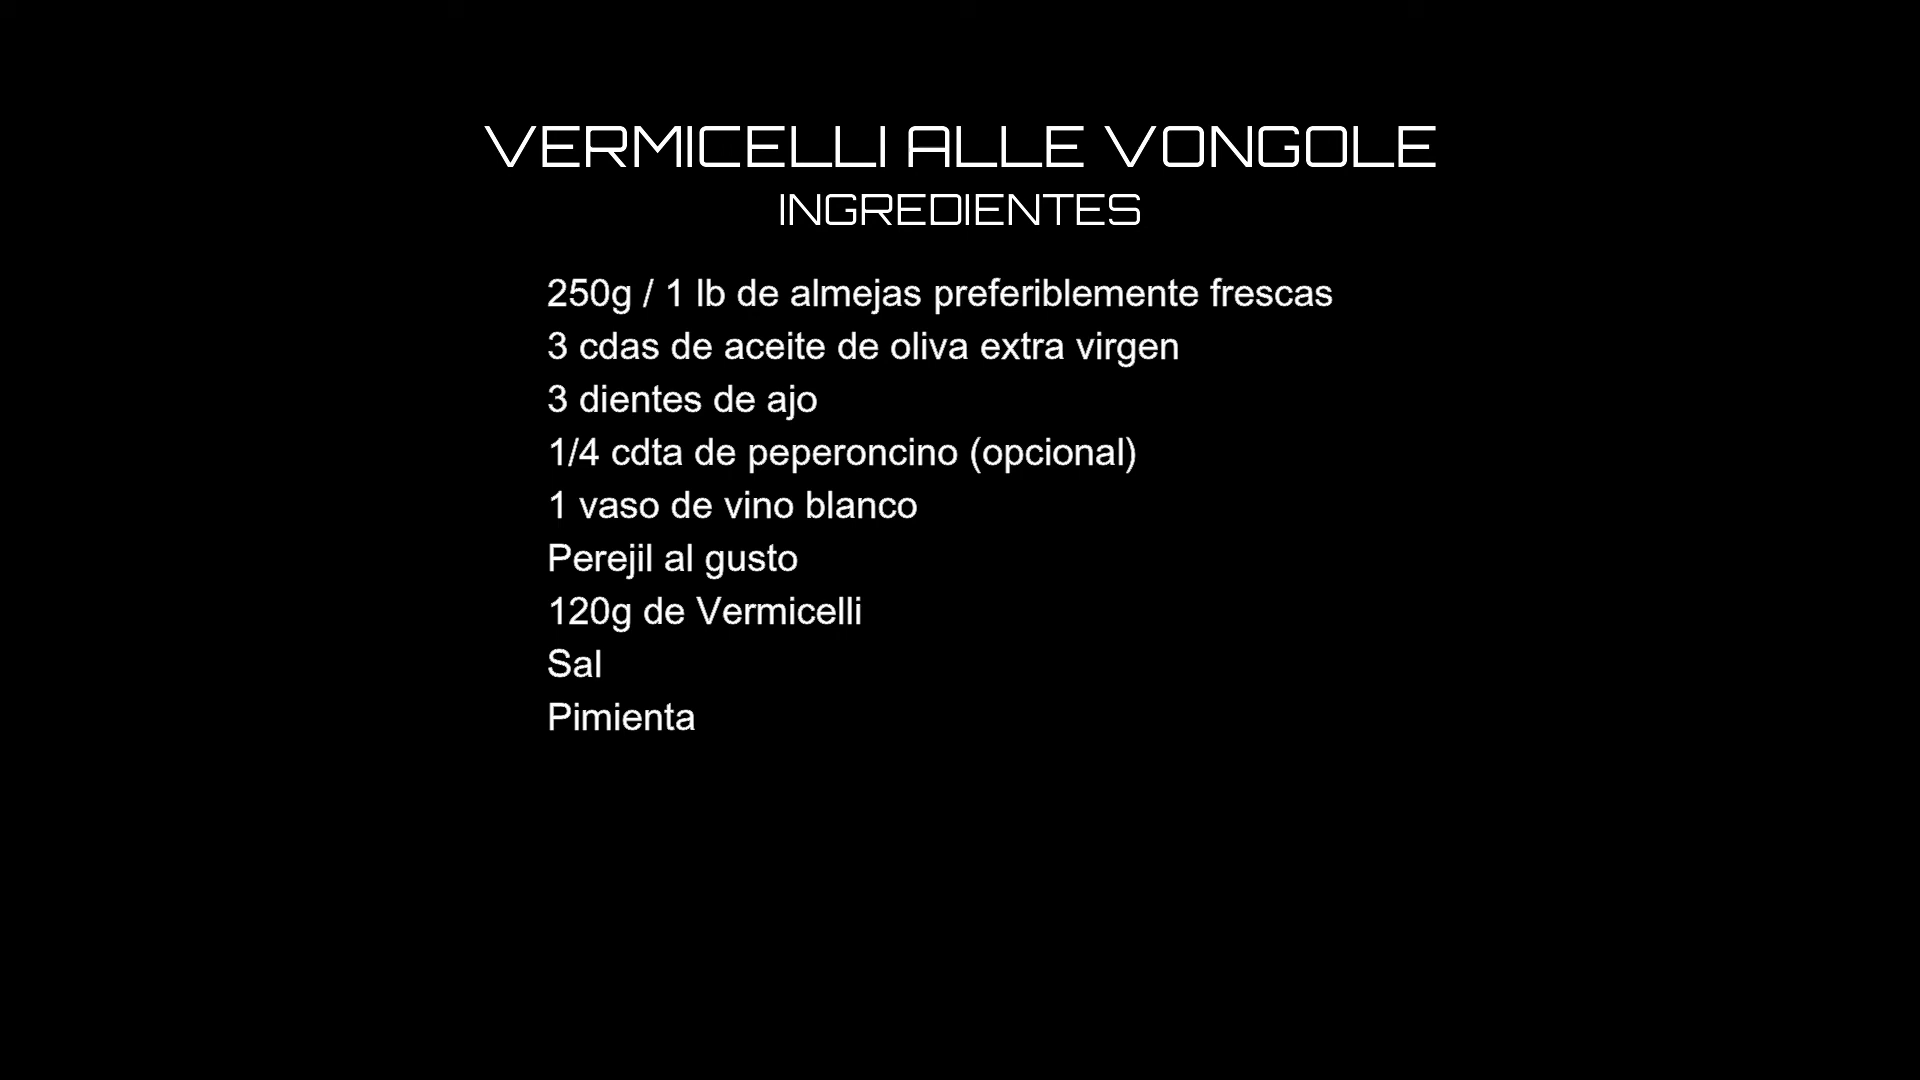 VERMICELLI ALLE VONGOLE
INGREDIENTES
250g / 1 lb de almejas preferiblemente frescas
3 cdas de aceite de oliva extra virgen
3 dientes de ajo
1/4 cdta de peperoncino (opcional)
1 vaso de vino blanco
Perejil al gusto
120g de Vermicelli
Sal
Pimienta